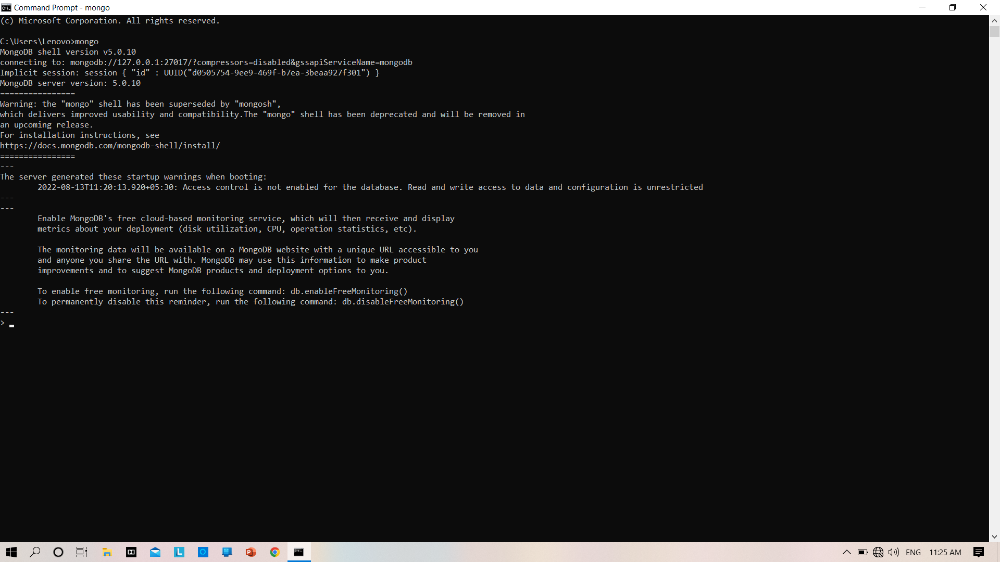 Command Prompt - mongo
(c) Microsoft Corporation. All rights reserved.
C:\Users\Lenovo>mongo
MongoDB shell version v5.0.10
connecting to: mongodb://127.0.0.1:27017/?compressors=disabled&gssapiServiceName=mongodb
Implicit session: session { "id" : UUID("d0505754-9ee9-469f-b7ea-3beaa927f301") }
MongoDB server version: 5.0.10
================
Warning: the "mongo" shell has been superseded by "mongosh",
which delivers improved usability and compatibility.The "mongo" shell has been deprecated and will be removed in
an upcoming release.
For installation instructions, see
https://docs.mongodb.com/mongodb-shell/install/
================
---
The server generated these startup warnings when booting:
        2022-08-13T11:20:13.920+05:30: Access control is not enabled for the database. Read and write access to data and configuration is unrestricted
---
---
        Enable MongoDB's free cloud-based monitoring service, which will then receive and display
        metrics about your deployment (disk utilization, CPU, operation statistics, etc).
        The monitoring data will be available on a MongoDB website with a unique URL accessible to you
        and anyone you share the URL with. MongoDB may use this information to make product
        improvements and to suggest MongoDB products and deployment options to you.
        To enable free monitoring, run the following command: db.enableFreeMonitoring()
        To permanently disable this reminder, run the following command: db.disableFreeMonitoring()
---
>
ENG 11:25 AM